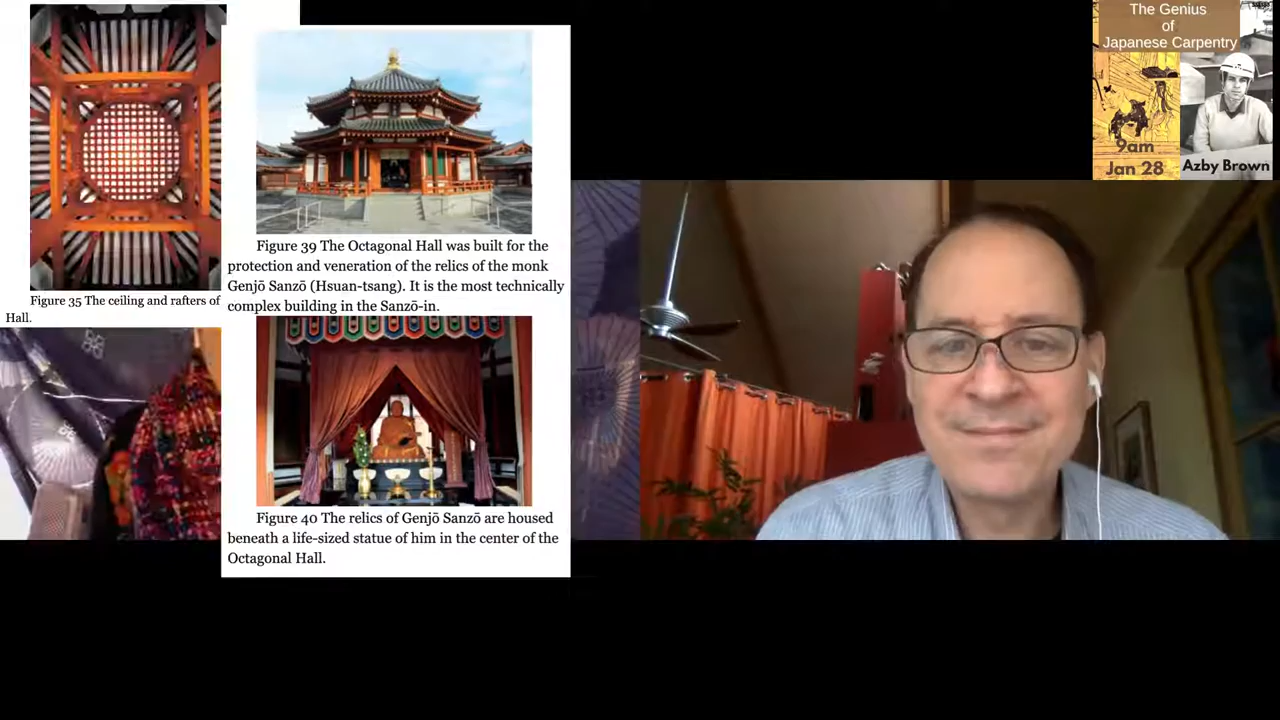 Figure 35 The ceiling and rafters of
Hall.
Figure 39 The Octagonal Hall was built for the
protection and veneration of the relics of the monk
Genjō Sanzō (Hsuan-tsang). It is the most technically
complex building in the Sanzō-in.
Figure 40 The relics of Genjō Sanzō are housed
beneath a life-sized statue of him in the center of the
Octagonal Hall.
The Genius
of
Japanese Carpentry
9am
Jan 28
Azby Brown